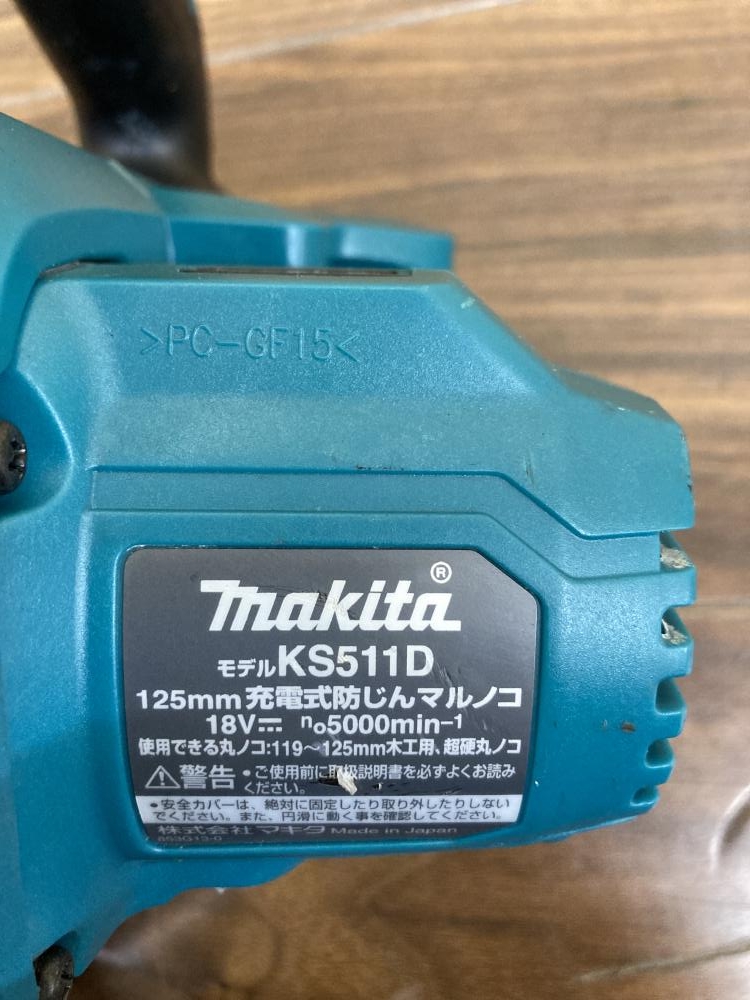 >PC-GF15<
makita®
モデルKS511D
125mm充電式防じんマルノコ
18V⎓ n₀5000min⁻¹
使用できる丸ノコ:119〜125mm木工用、超硬丸ノコ
⚠警告 •ご使用前に取扱説明書を必ずよくお読み
ください。
•安全カバーは、絶対に固定したり取り外したりしない
でください。また、円滑に動く事を確認してください。
株式会社マキタ Made in Japan
853G13-0